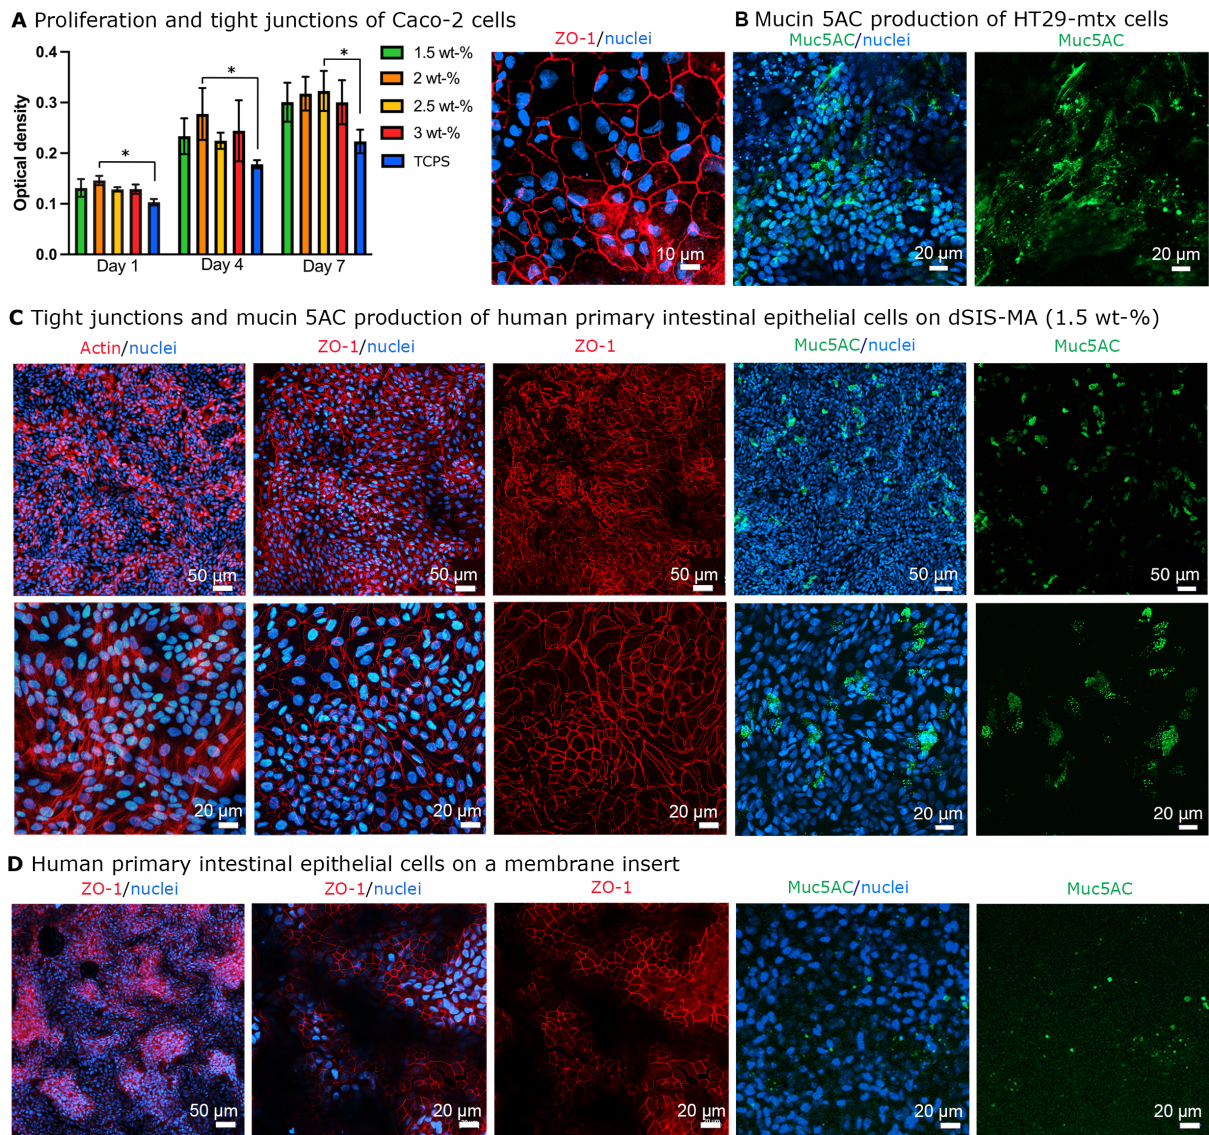 A Proliferation and tight junctions of Caco-2 cells
B Mucin 5AC production of HT29-mtx cells
Optical density
0.4
0.3
0.2
0.1
0.0
Day 1
Day 4
Day 7
*
*
*
1.5 wt-%
2 wt-%
2.5 wt-%
3 wt-%
TCPS
ZO-1/nuclei
10 µm
Muc5AC/nuclei
20 µm
Muc5AC
20 µm
C Tight junctions and mucin 5AC production of human primary intestinal epithelial cells on dSIS-MA (1.5 wt-%)
Actin/nuclei
ZO-1/nuclei
ZO-1
Muc5AC/nuclei
Muc5AC
50 µm
50 µm
50 µm
50 µm
50 µm
20 µm
20 µm
20 µm
20 µm
20 µm
D Human primary intestinal epithelial cells on a membrane insert
ZO-1/nuclei
ZO-1/nuclei
ZO-1
Muc5AC/nuclei
Muc5AC
50 µm
20 µm
20 µm
20 µm
20 µm